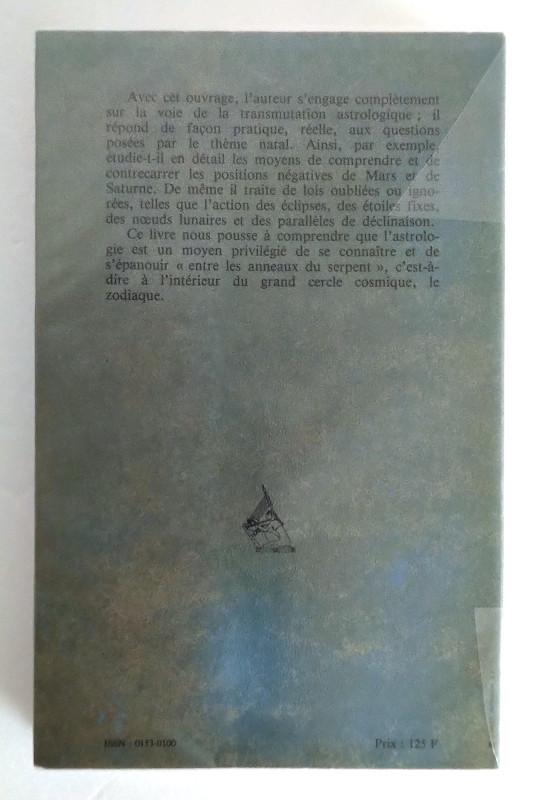 Avec cet ouvrage, l'auteur s'engage complètement
sur la voie de la transmutation astrologique ; il
répond de façon pratique, réelle, aux questions
posées par le thème natal. Ainsi, par exemple,
étudie-t-il en détail les moyens de comprendre et de
contrecarrer les positions négatives de Mars et de
Saturne. De même il traite de lois oubliées ou igno-
rées, telles que l'action des éclipses, des étoiles fixes,
des nœuds lunaires et des parallèles de déclinaison.
Ce livre nous pousse à comprendre que l'astrolo-
gie est un moyen privilégié de se connaître et de
s'épanouir « entre les anneaux du serpent », c'est-à-
dire à l'intérieur du grand cercle cosmique, le
zodiaque.
ISSN : 0153-0100
Prix : 125 F